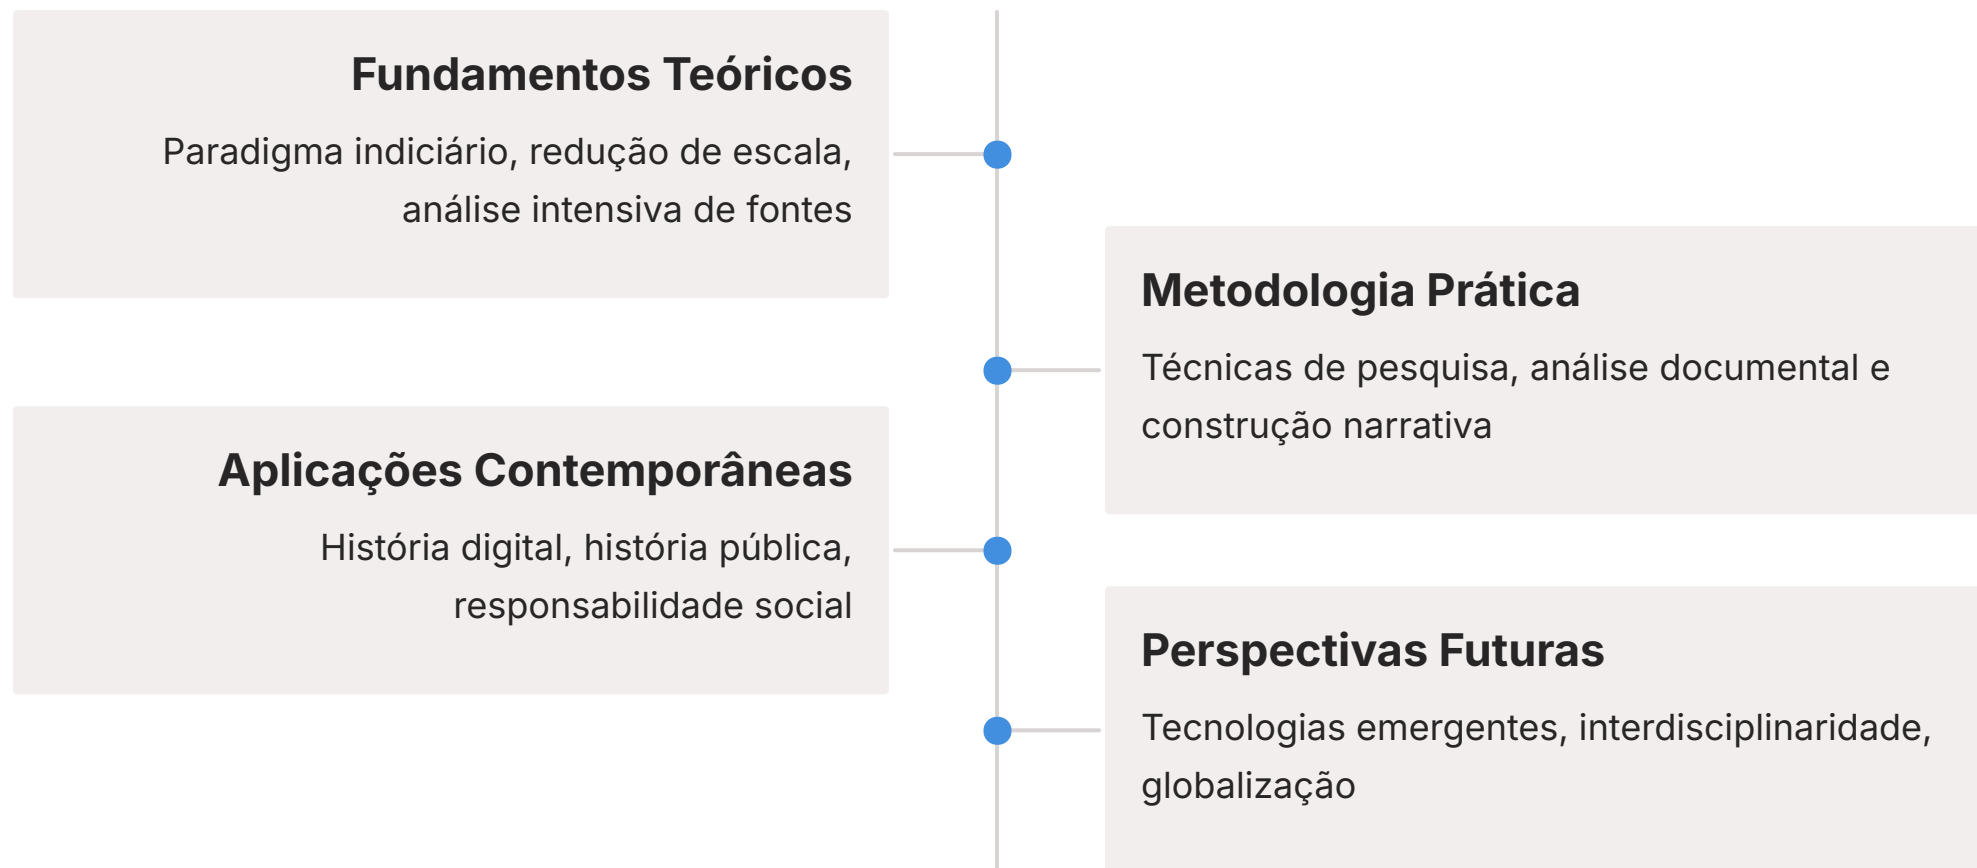 Fundamentos Teóricos
Paradigma indiciário, redução de escala,
análise intensiva de fontes
Metodologia Prática
Técnicas de pesquisa, análise documental e
construção narrativa
Aplicações Contemporâneas
História digital, história pública,
responsabilidade social
Perspectivas Futuras
Tecnologias emergentes, interdisciplinaridade,
globalização